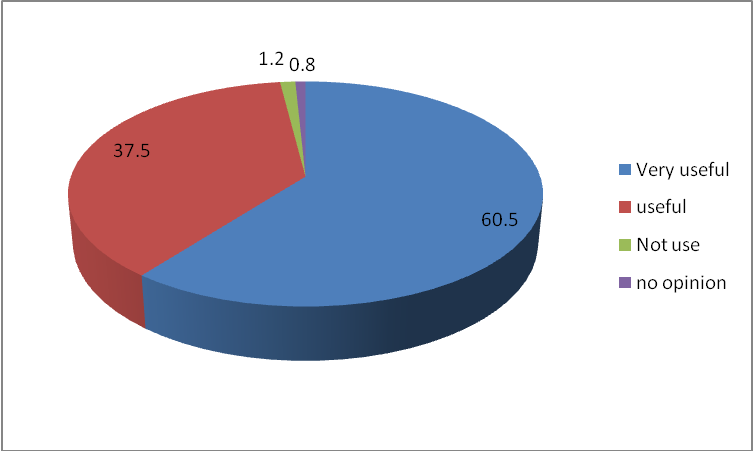 1.2
0.8
37.5
60.5
Very useful
useful
Not use
no opinion